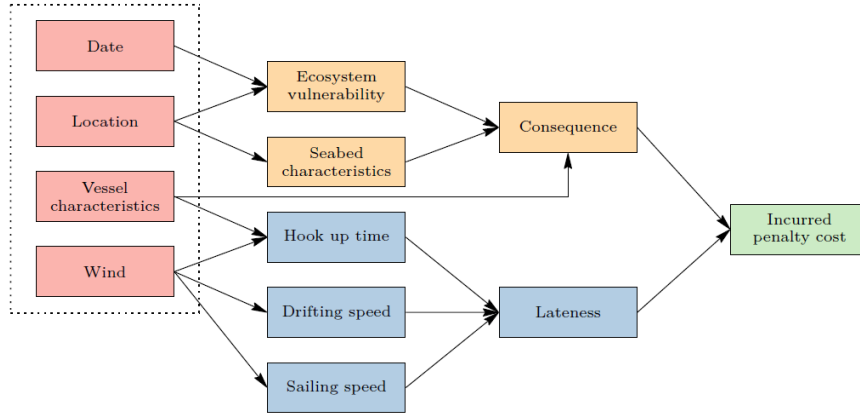 Date
Location
Vessel
characteristics
Wind
Ecosystem
vulnerability
Seabed
characteristics
Hook up time
Drifting speed
Sailing speed
Consequence
Lateness
Incurred
penalty cost